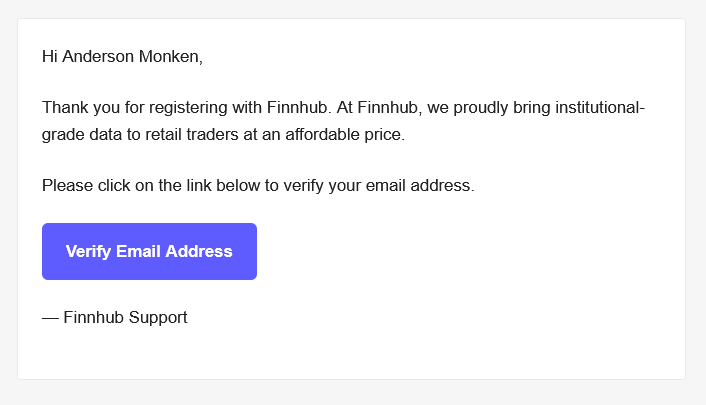 Hi Anderson Monken,
Thank you for registering with Finnhub. At Finnhub, we proudly bring institutional-
grade data to retail traders at an affordable price.
Please click on the link below to verify your email address.
Verify Email Address
— Finnhub Support